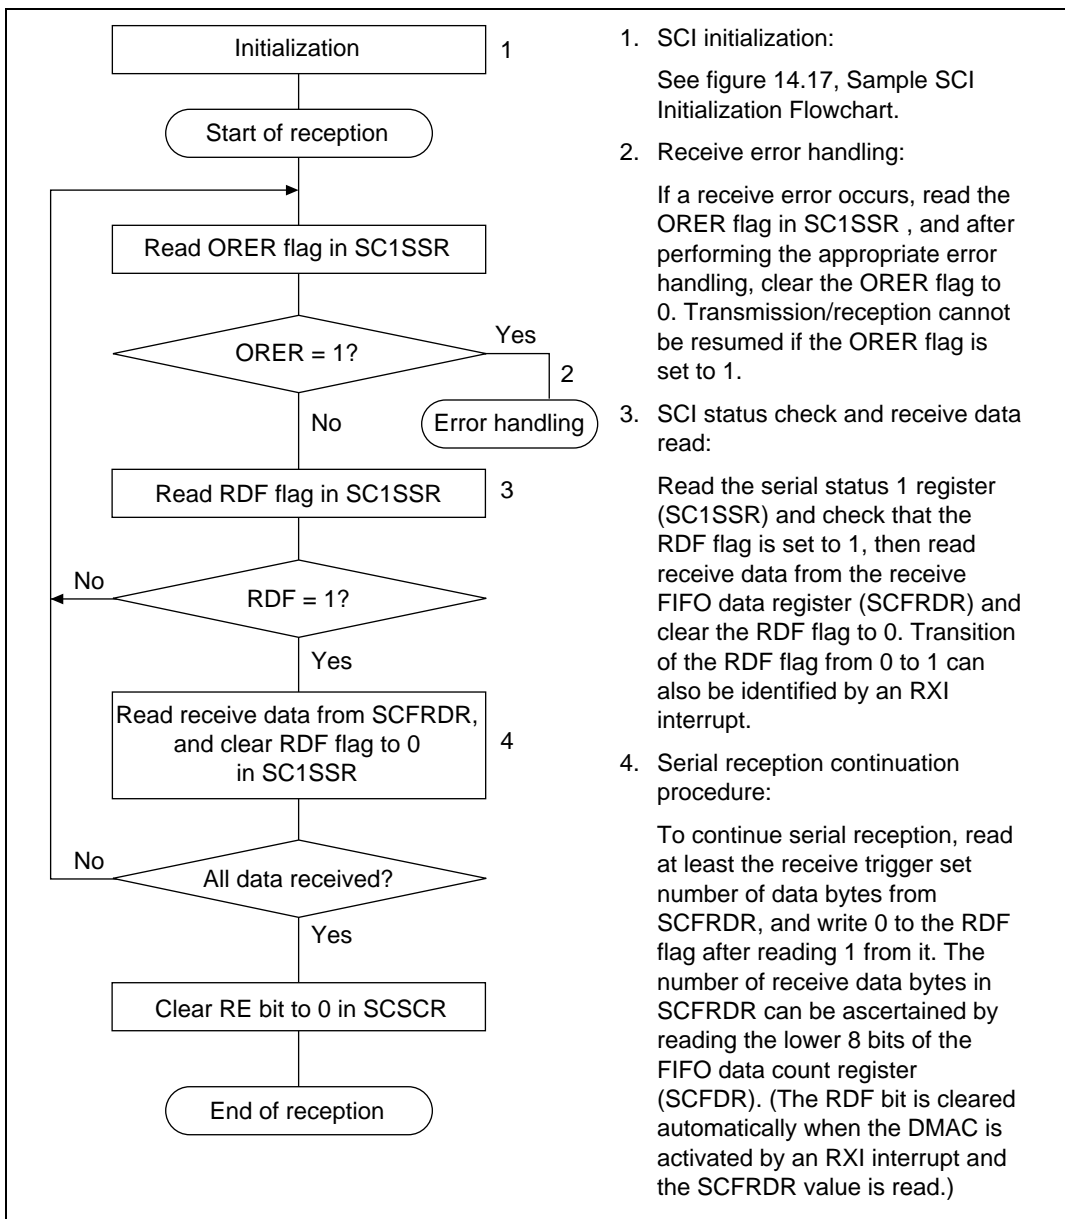 Initialization
1
Start of reception
Read ORER flag in SC1SSR
ORER = 1?
Yes
2
No
Error handling
Read RDF flag in SC1SSR
3
No
RDF = 1?
Yes
Read receive data from SCFRDR,
and clear RDF flag to 0
in SC1SSR
4
No
All data received?
Yes
Clear RE bit to 0 in SCSCR
End of reception
1. SCI initialization:
See figure 14.17, Sample SCI
Initialization Flowchart.
2. Receive error handling:
If a receive error occurs, read the
ORER flag in SC1SSR , and after
performing the appropriate error
handling, clear the ORER flag to
0. Transmission/reception cannot
be resumed if the ORER flag is
set to 1.
3. SCI status check and receive data
read:
Read the serial status 1 register
(SC1SSR) and check that the
RDF flag is set to 1, then read
receive data from the receive
FIFO data register (SCFRDR) and
clear the RDF flag to 0. Transition
of the RDF flag from 0 to 1 can
also be identified by an RXI
interrupt.
4. Serial reception continuation
procedure:
To continue serial reception, read
at least the receive trigger set
number of data bytes from
SCFRDR, and write 0 to the RDF
flag after reading 1 from it. The
number of receive data bytes in
SCFRDR can be ascertained by
reading the lower 8 bits of the
FIFO data count register
(SCFDR). (The RDF bit is cleared
automatically when the DMAC is
activated by an RXI interrupt and
the SCFRDR value is read.)